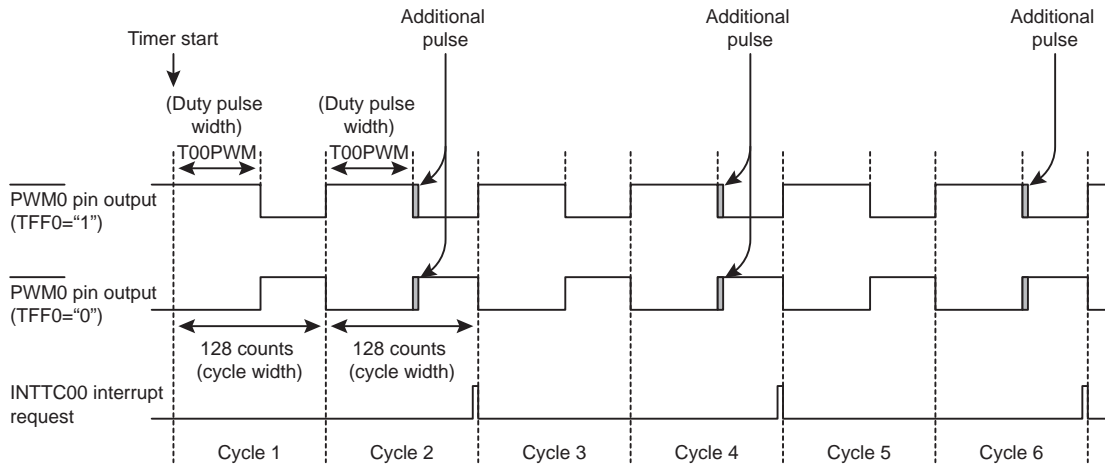 Additional
pulse
Additional
pulse
Additional
pulse
Timer start
(Duty pulse
width)
T00PWM
(Duty pulse
width)
T00PWM
PWM0 pin output
(TFF0=“1”)
PWM0 pin output
(TFF0=“0”)
128 counts
(cycle width)
128 counts
(cycle width)
INTTC00 interrupt
request
Cycle 1
Cycle 2
Cycle 3
Cycle 4
Cycle 5
Cycle 6